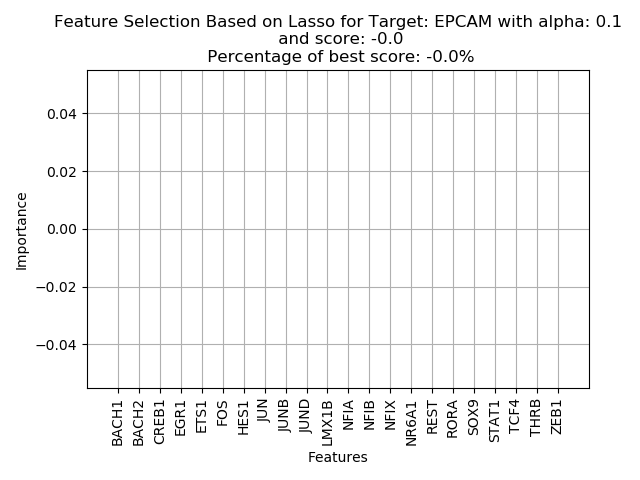 Feature Selection Based on Lasso for Target: EPCAM with alpha: 0.1
and score: -0.0
Percentage of best score: -0.0%
Importance
0.04
0.02
0.00
−0.02
−0.04
BACH1
BACH2
CREB1
EGR1
ETS1
FOS
HES1
JUN
JUNB
JUND
LMX1B
NFIA
NFIB
NFIX
NR6A1
REST
RORA
SOX9
STAT1
TCF4
THRB
ZEB1
Features